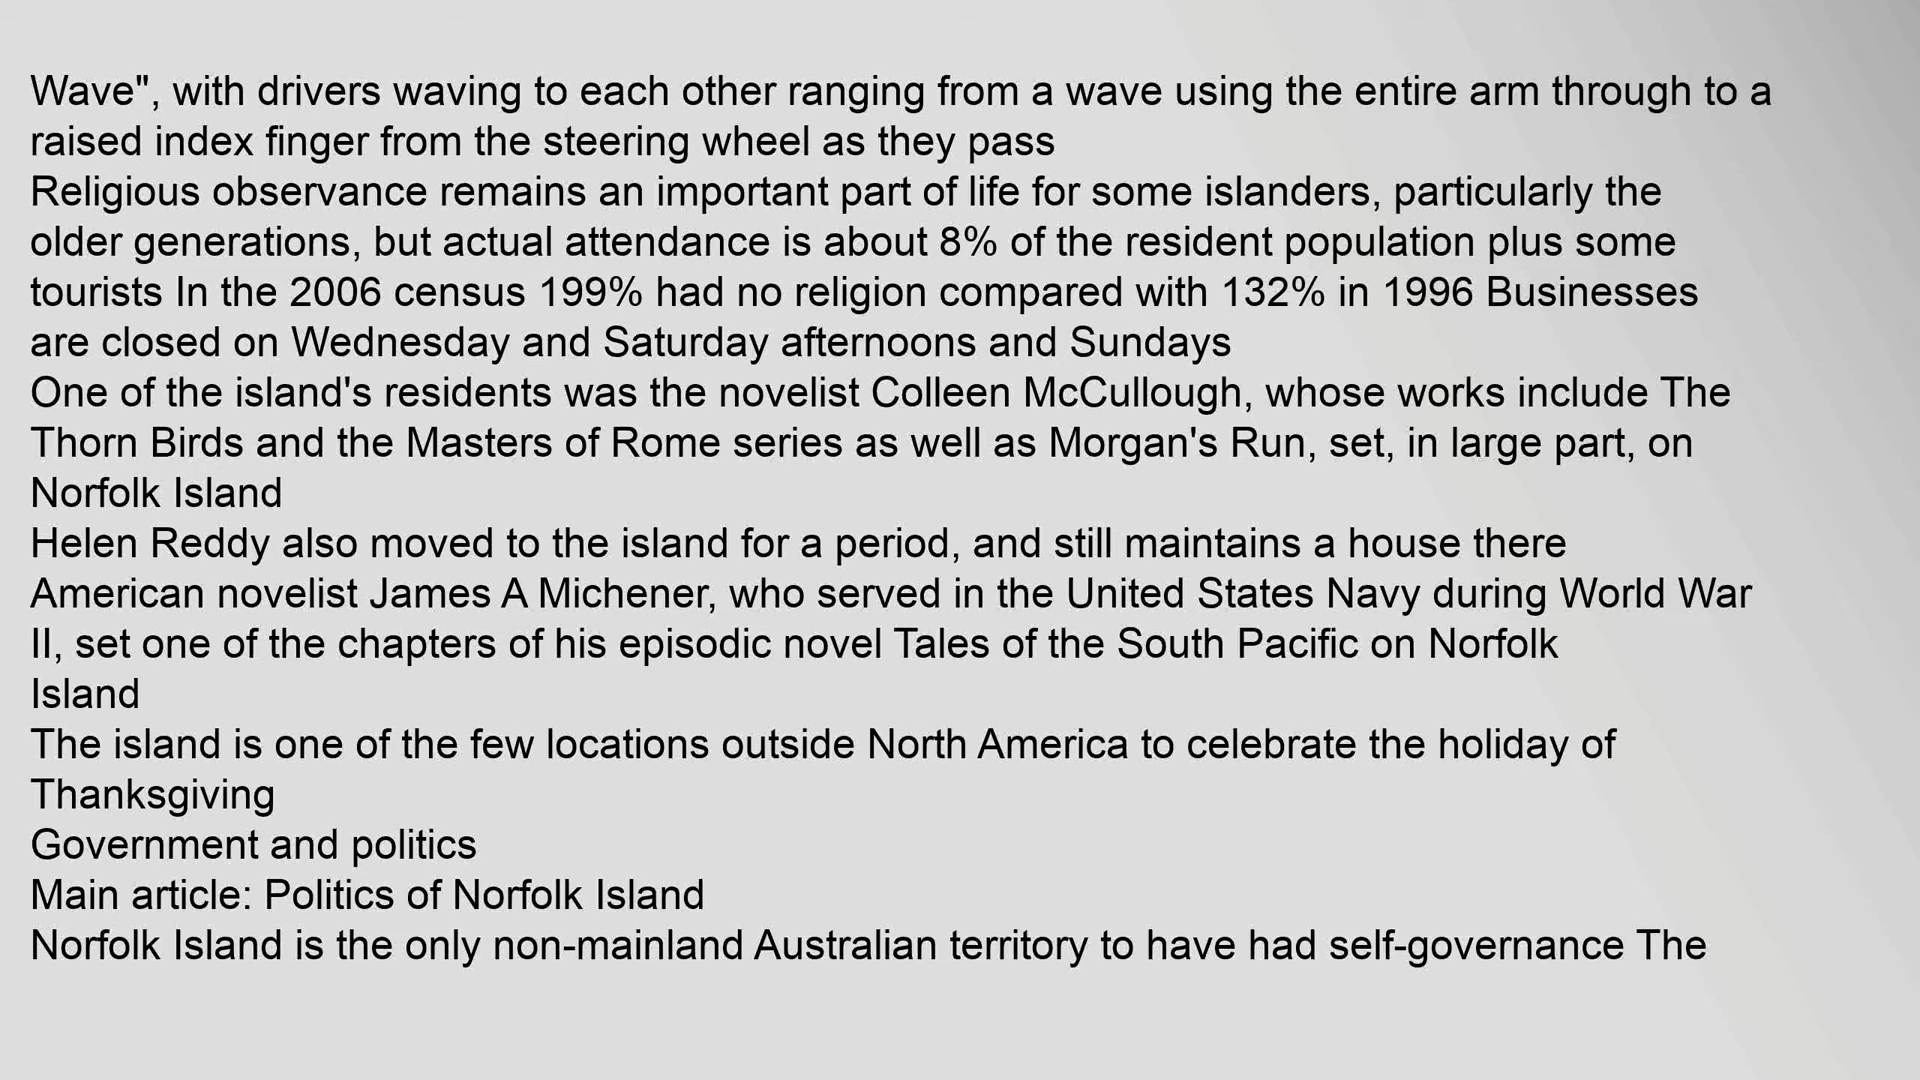 Wave", with drivers waving to each other ranging from a wave using the entire arm through to a
raised index finger from the steering wheel as they pass
Religious observance remains an important part of life for some islanders, particularly the
older generations, but actual attendance is about 8% of the resident population plus some
tourists In the 2006 census 199% had no religion compared with 132% in 1996 Businesses
are closed on Wednesday and Saturday afternoons and Sundays
One of the island's residents was the novelist Colleen McCullough, whose works include The
Thorn Birds and the Masters of Rome series as well as Morgan's Run, set, in large part, on
Norfolk Island
Helen Reddy also moved to the island for a period, and still maintains a house there
American novelist James A Michener, who served in the United States Navy during World War
II, set one of the chapters of his episodic novel Tales of the South Pacific on Norfolk
Island
The island is one of the few locations outside North America to celebrate the holiday of
Thanksgiving
Government and politics
Main article: Politics of Norfolk Island
Norfolk Island is the only non-mainland Australian territory to have had self-governance The